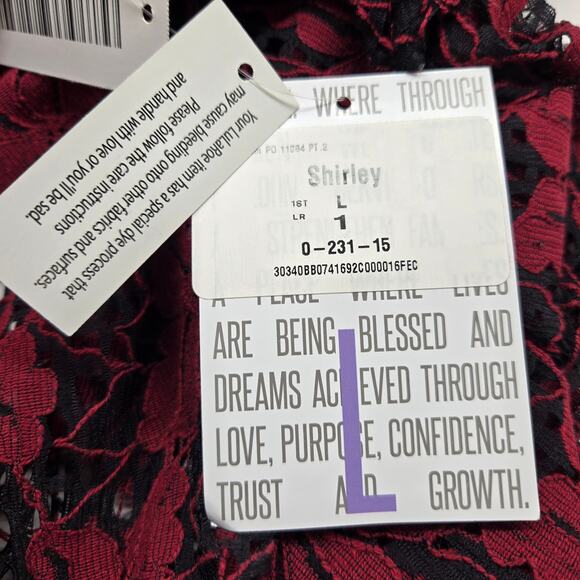 Your LuLaRoe item has a special dye process that
may cause bleeding onto other fabrics and surfaces.
Please follow the care instructions
and handle with love or you'll be sad.
WHERE THROUGH
PO 11094 PT 2
Shirley
1ST L
LR 1
0-231-15
30340BB0741692C000016FEC
A PLACE WHERE LIVES
ARE BEING BLESSED AND
DREAMS ACHIEVED THROUGH
LOVE, PURPOSE, CONFIDENCE,
TRUST AND GROWTH.
L